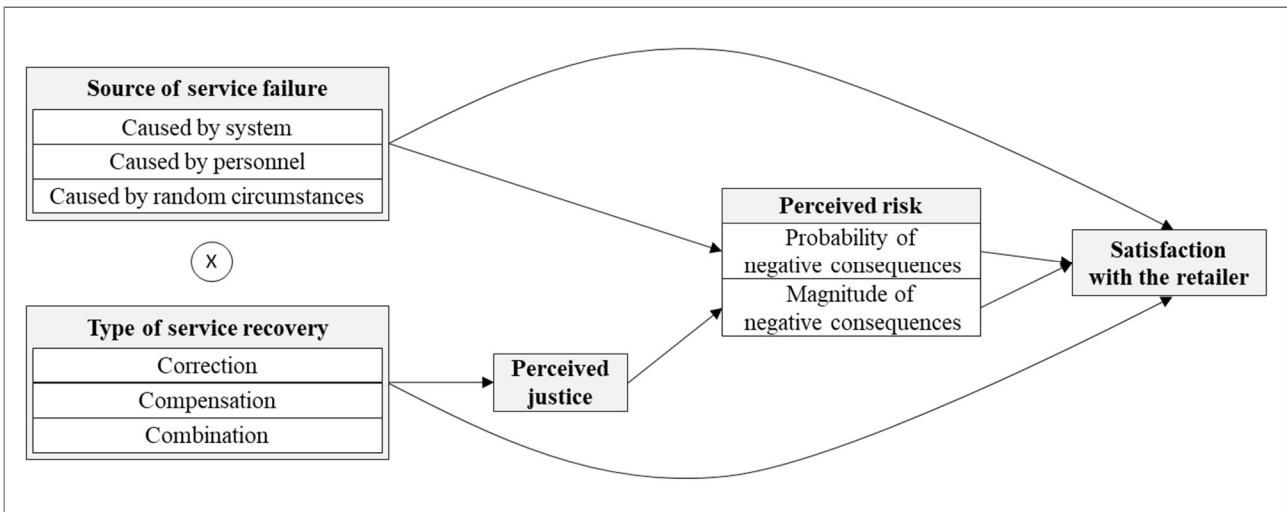 Source of service failure
Caused by system
Caused by personnel
Caused by random circumstances
X
Type of service recovery
Correction
Compensation
Combination
Perceived
justice
Perceived risk
Probability of
negative consequences
Magnitude of
negative consequences
Satisfaction
with the retailer